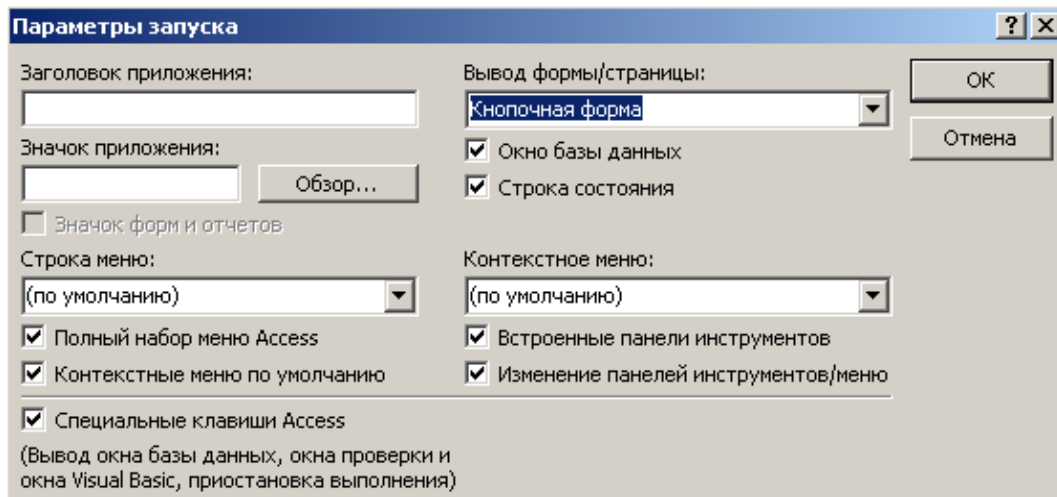 Параметры запуска
Заголовок приложения:
Вывод формы/страницы:
Кнопочная форма
ОК
Значок приложения:
Обзор...
Окно базы данных
Отмена
Строка состояния
Значок форм и отчетов
Строка меню:
Контекстное меню:
(по умолчанию)
(по умолчанию)
Полный набор меню Access
Встроенные панели инструментов
Контекстные меню по умолчанию
Изменение панелей инструментов/меню
Специальные клавиши Access
(Вывод окна базы данных, окна проверки и
окна Visual Basic, приостановка выполнения)